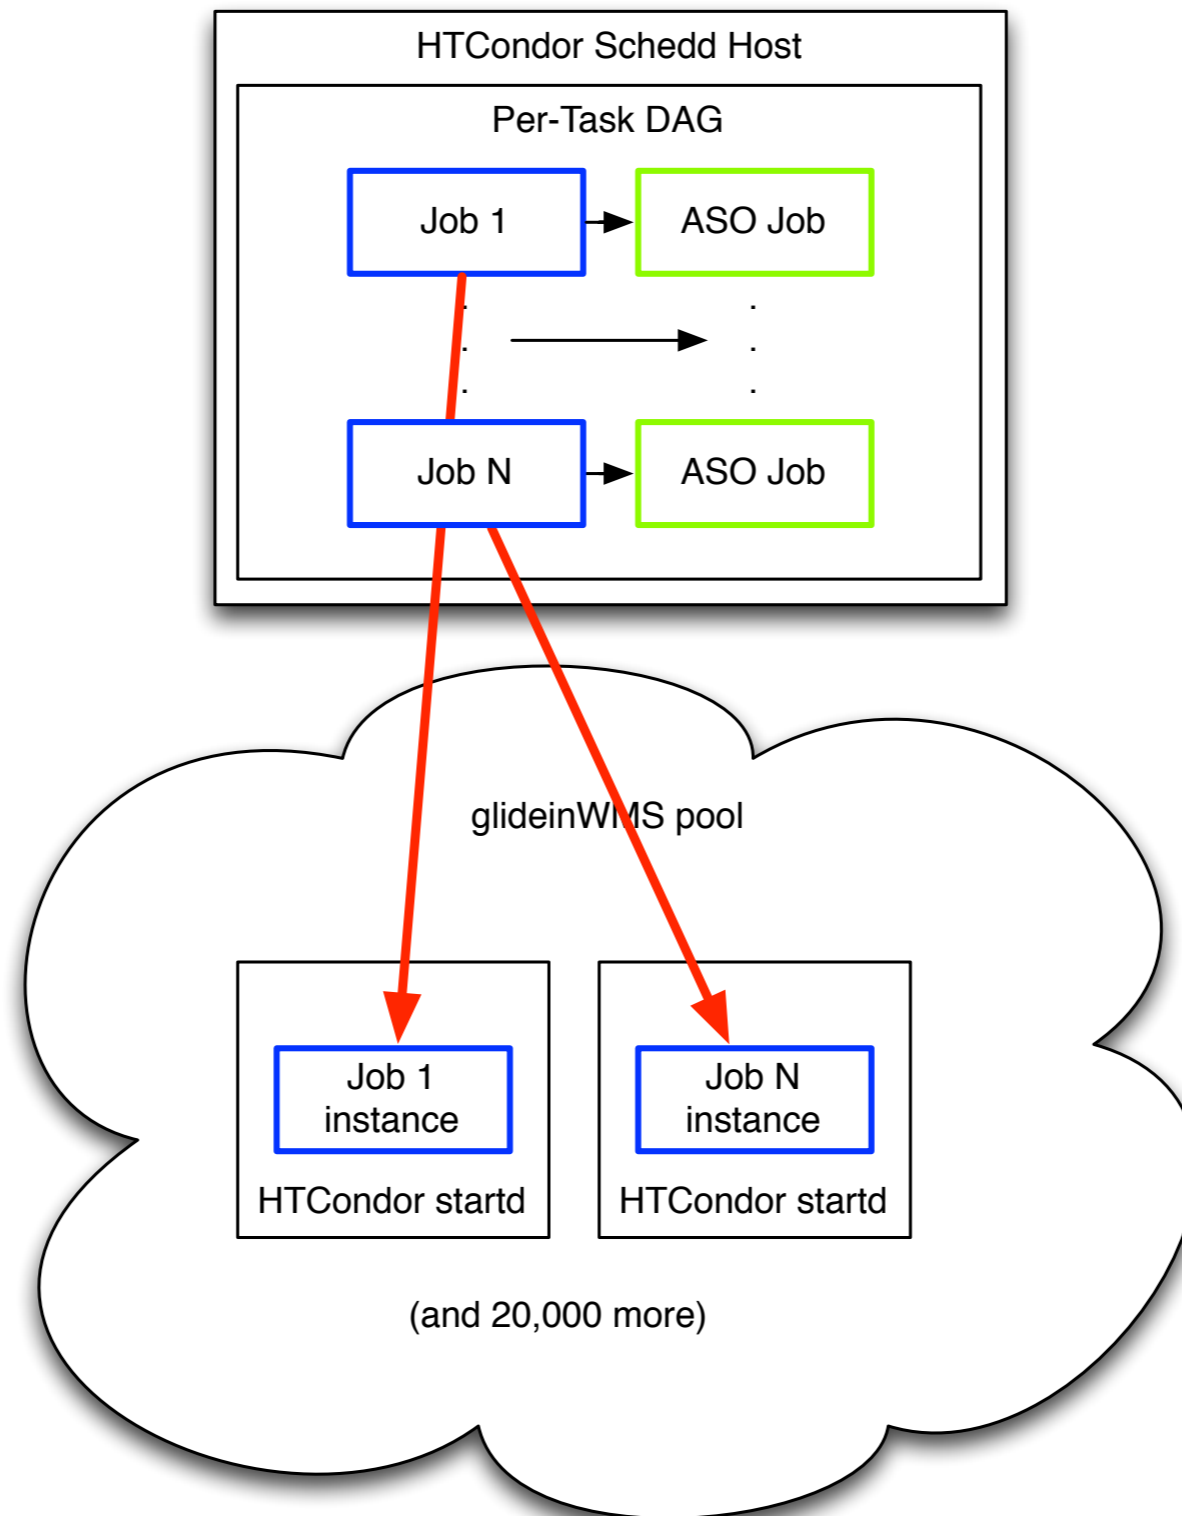 HTCondor Schedd Host
Per-Task DAG
Job 1
ASO Job
.
.
.
.
.
.
Job N
ASO Job
glideinWMS pool
Job 1
instance
HTCondor startd
Job N
instance
HTCondor startd
(and 20,000 more)